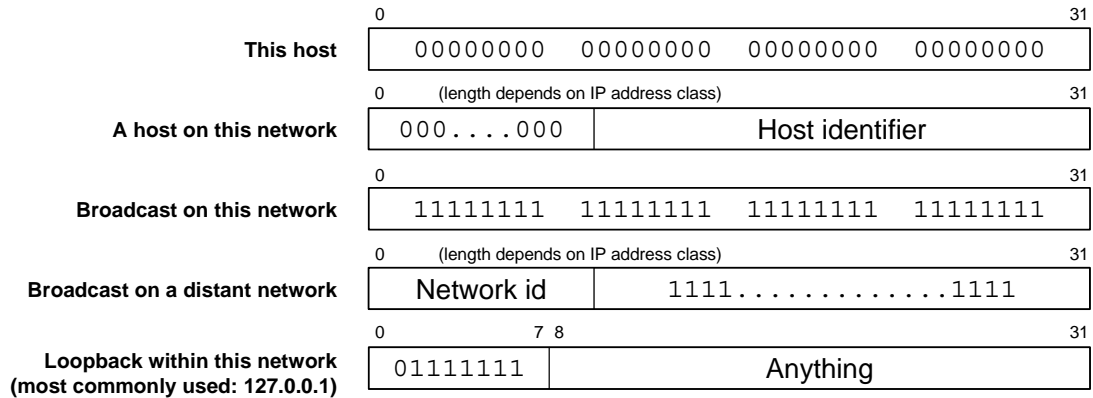 0 31
This host 00000000 00000000 00000000 00000000
0 (length depends on IP address class) 31
A host on this network 000....000 Host identifier
0 31
Broadcast on this network 11111111 11111111 11111111 11111111
0 (length depends on IP address class) 31
Broadcast on a distant network Network id 1111.............1111
0 7 8 31
Loopback within this network
(most commonly used: 127.0.0.1) 01111111 Anything